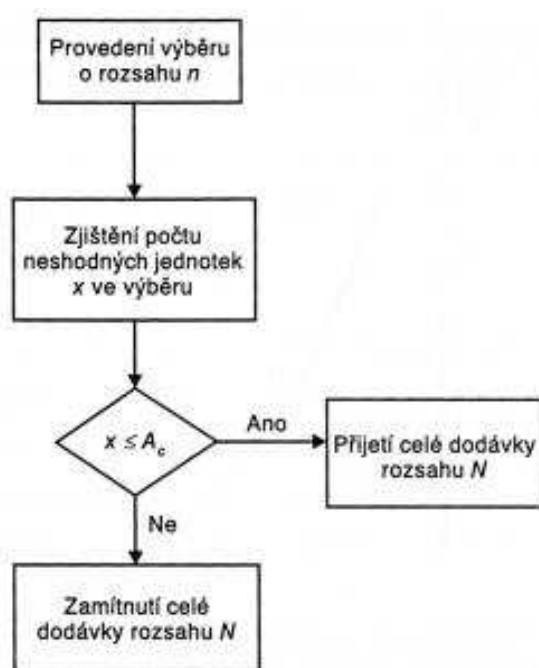 Provedení výběru
o rozsahu n
Zjištění počtu
neshodných jednotek
x ve výběru
x ≤ Ac
Ano
Přijetí celé dodávky
rozsahu N
Ne
Zamítnutí celé
dodávky rozsahu N